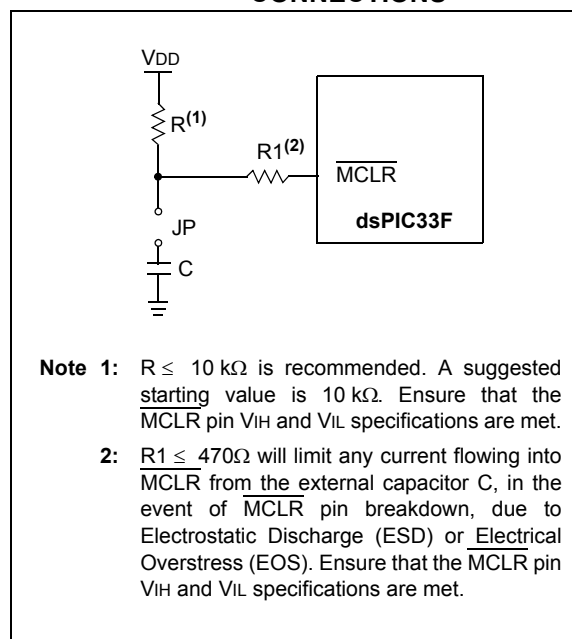 CONNECTIONS
VDD
R(1)
R1(2)
MCLR
dsPIC33F
JP
C
Note 1: R ≤ 10 kΩ is recommended. A suggested
starting value is 10 kΩ. Ensure that the
MCLR pin VIH and VIL specifications are met.
2: R1 ≤ 470Ω will limit any current flowing into
MCLR from the external capacitor C, in the
event of MCLR pin breakdown, due to
Electrostatic Discharge (ESD) or Electrical
Overstress (EOS). Ensure that the MCLR pin
VIH and VIL specifications are met.